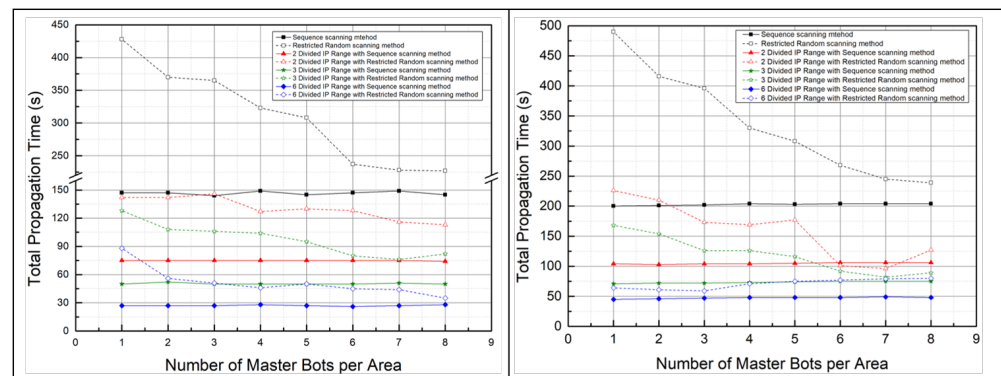 450
400
350
300
250
150
120
90
60
30
0
Total Propagation Time (s)
Sequence scanning mtehod
Restricted Random scanning method
2 Divided IP Range with Sequence scanning method
2 Divided IP Range with Restricted Random scanning method
3 Divided IP Range with Sequence scanning method
3 Divided IP Range with Restricted Random scanning method
6 Divided IP Range with Sequence scanning method
6 Divided IP Range with Restricted Random scanning method
0 1 2 3 4 5 6 7 8 9
Number of Master Bots per Area
500
450
400
350
300
250
200
150
100
50
0
Total Propagation Time (s)
Sequence scanning method
Restricted Random scanning method
2 Divided IP Range with Sequence scanning method
2 Divided IP Range with Restricted Random scanning method
3 Divided IP Range with Sequence scanning method
3 Divided IP Range with Restricted Random scanning method
6 Divided IP Range with Sequence scanning method
6 Divided IP Range with Restricted Random scanning method
0 1 2 3 4 5 6 7 8 9
Number of Master Bots per Area